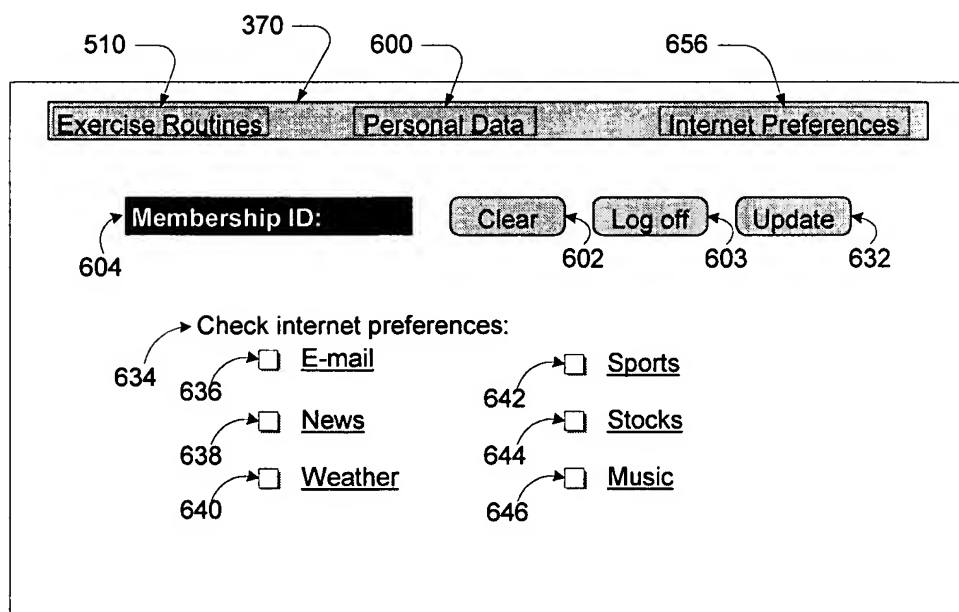 510 370 600 656
Exercise Routines Personal Data Internet Preferences
Membership ID: Clear Log off Update
604 602 603 632
Check internet preferences:
634 636 E-mail 642 Sports
638 News 644 Stocks
640 Weather 646 Music